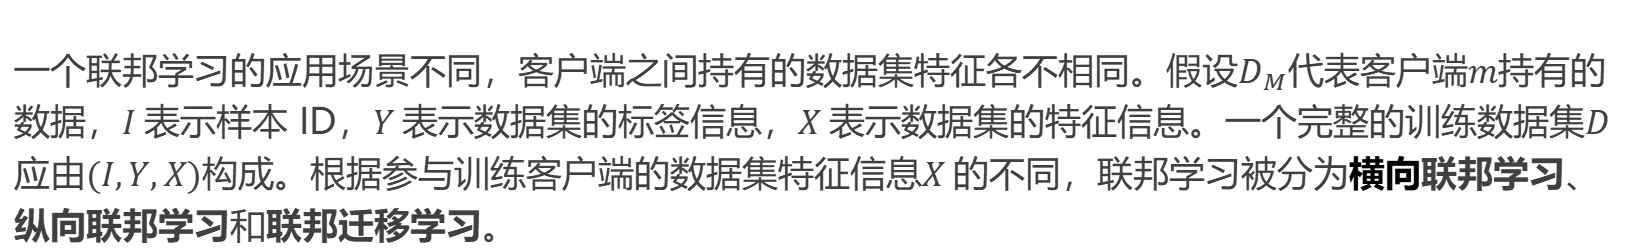 一个联邦学习的应用场景不同，客户端之间持有的数据集特征各不相同。假设D_M代表客户端m持有的
数据，I 表示样本 ID，Y 表示数据集的标签信息，X 表示数据集的特征信息。一个完整的训练数据集D
应由(I,Y,X)构成。根据参与训练客户端的数据集特征信息X 的不同，联邦学习被分为横向联邦学习、
纵向联邦学习和联邦迁移学习。